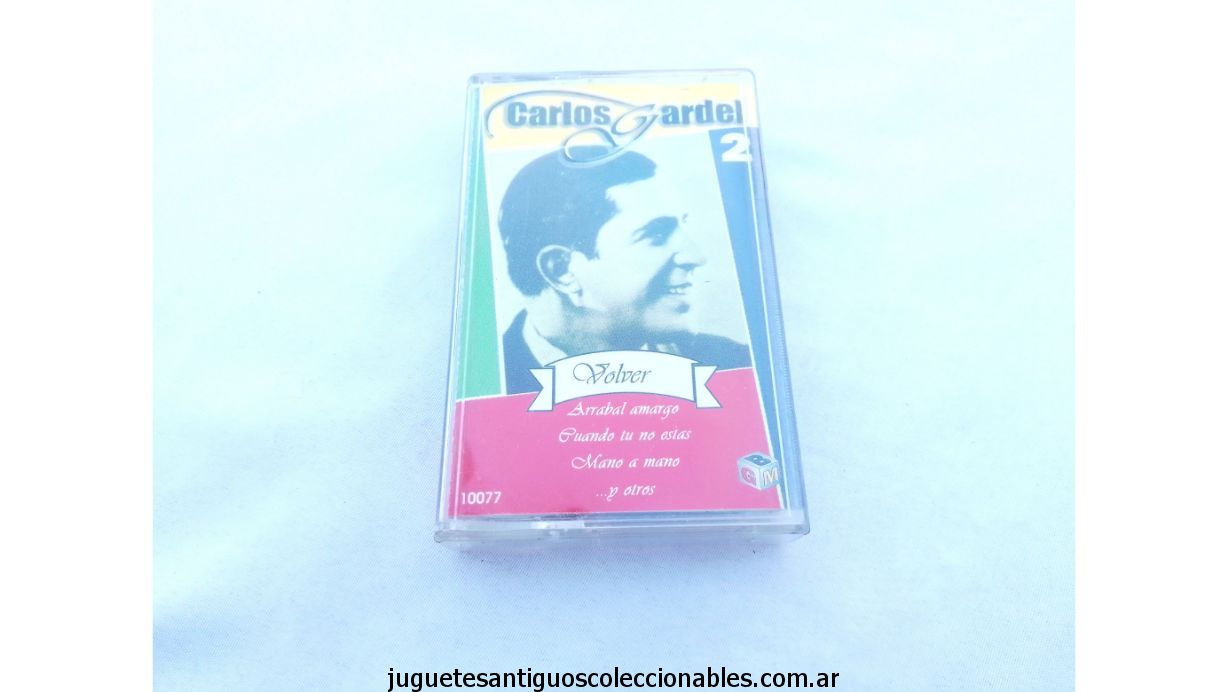 Carlos Gardel
2
Volver
Arrabal amargo
Cuando tu no estas
Mano a mano
...y otros
10077
B
G M
juguetesantiguoscoleccionables.com.ar